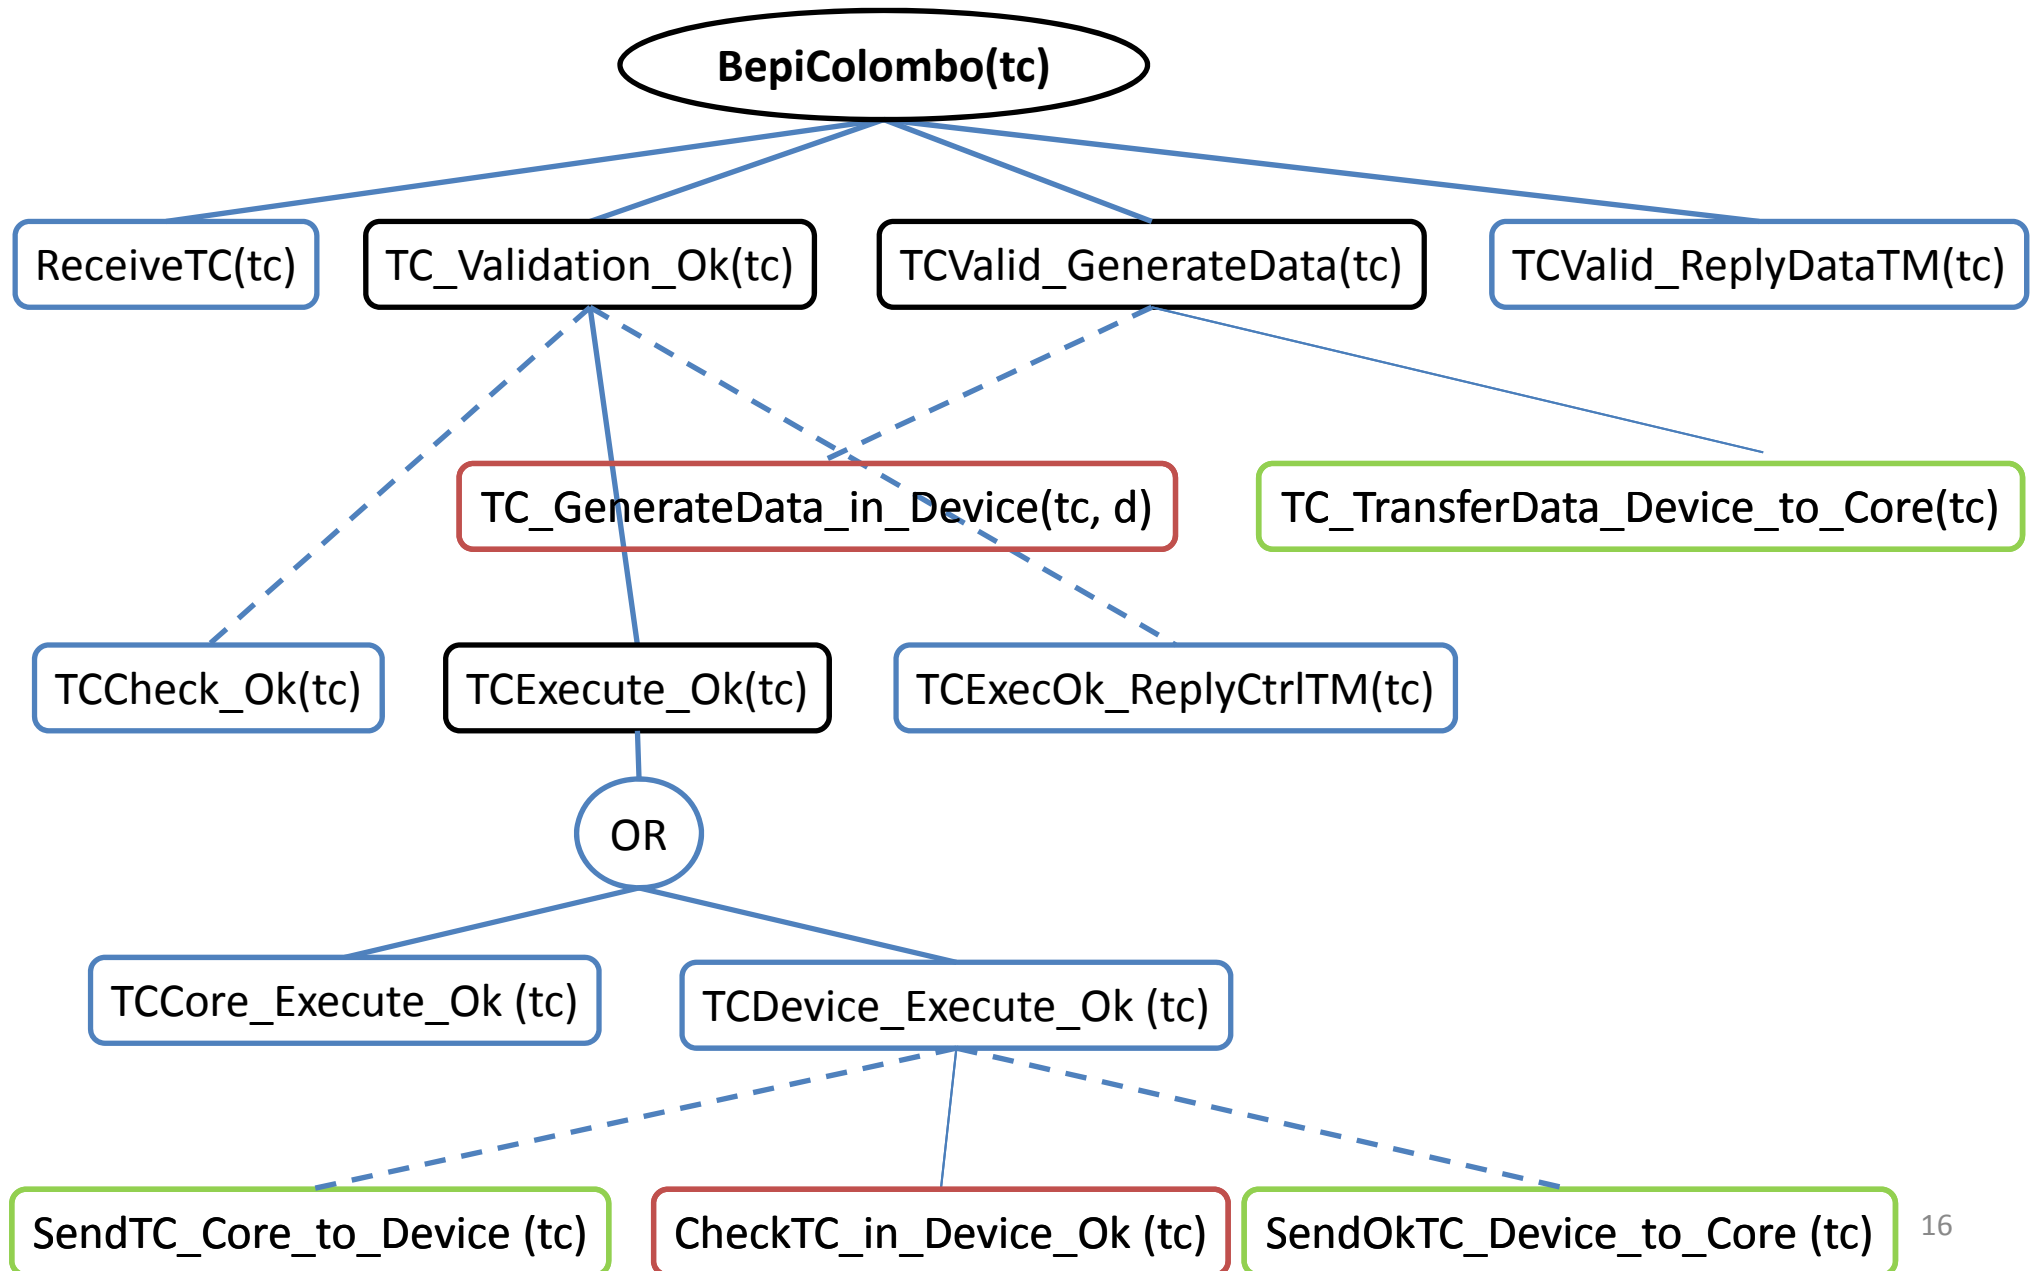 BepiColombo(tc)
ReceiveTC(tc)
TC_Validation_Ok(tc)
TCValid_GenerateData(tc)
TCValid_ReplyDataTM(tc)
TC_GenerateData_in_Device(tc, d)
TC_TransferData_Device_to_Core(tc)
TCCheck_Ok(tc)
TCExecute_Ok(tc)
TCExecOk_ReplyCtrlTM(tc)
OR
TCCore_Execute_Ok (tc)
TCDevice_Execute_Ok (tc)
SendTC_Core_to_Device (tc)
CheckTC_in_Device_Ok (tc)
SendOkTC_Device_to_Core (tc)
16